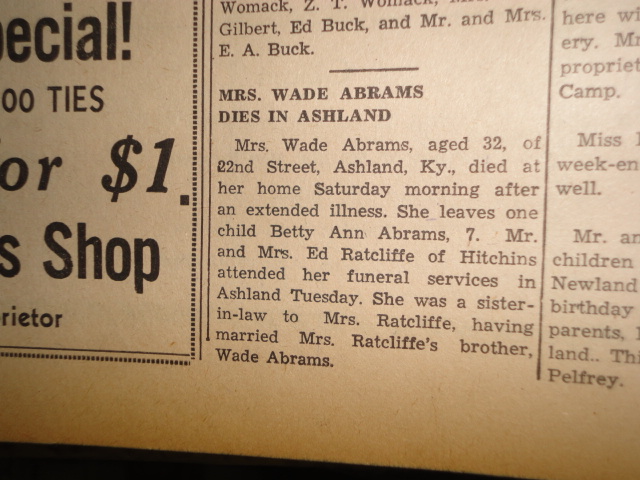 pecial!
00 TIES
or $1.
s Shop
rietor
Womack, Z. T. Womack, Mrs.
Gilbert, Ed Buck, and Mr. and Mrs.
E. A. Buck.
MRS. WADE ABRAMS
DIES IN ASHLAND
Mrs. Wade Abrams, aged 32, of
22nd Street, Ashland, Ky., died at
her home Saturday morning after
an extended illness. She leaves one
child Betty Ann Abrams, 7. Mr.
and Mrs. Ed Ratcliffe of Hitchins
attended her funeral services in
Ashland Tuesday. She was a sister-
in-law to Mrs. Ratcliffe, having
married Mrs. Ratcliffe's brother,
Wade Abrams.
here wi
ery. Mr
propriet
Camp.
Miss
week-en
well.
Mr. an
children
Newland
birthday
parents,
land.. Thi
Pelfrey.